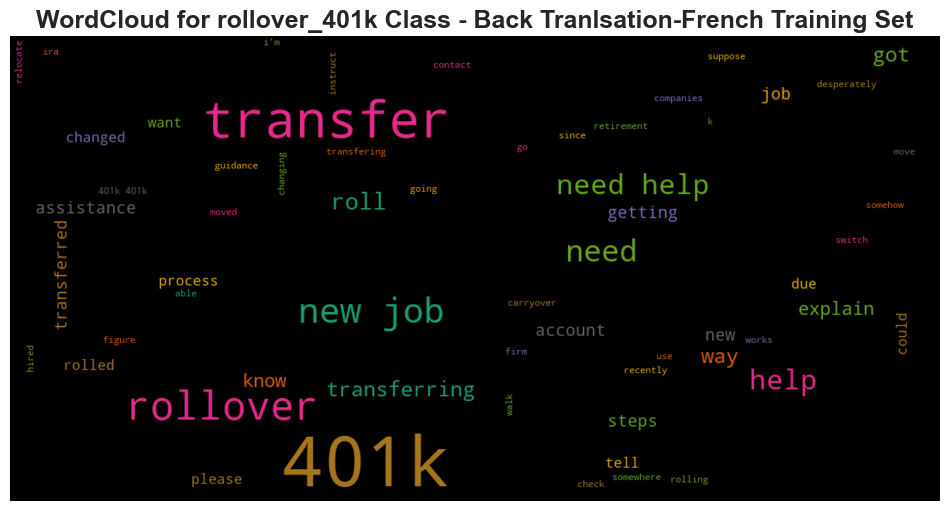 WordCloud for rollover_401k Class - Back Tranlsation-French Training Set
i'm
relocate
ira
instruct
contact
suppose
got
desperately
job
companies
transfer
want
changed
k
retirement
since
go
transfering
move
guidance
changing
need help
401k 401k
going
roll
assistance
moved
getting
somehow
transferred
switch
need
process
able
due
carryover
new job
explain
account
could
new
works
figure
firm
way
use
hired
rolled
recently
know
help
transferring
rollover
walk
steps
401k
tell
please
somewhere
rolling
check